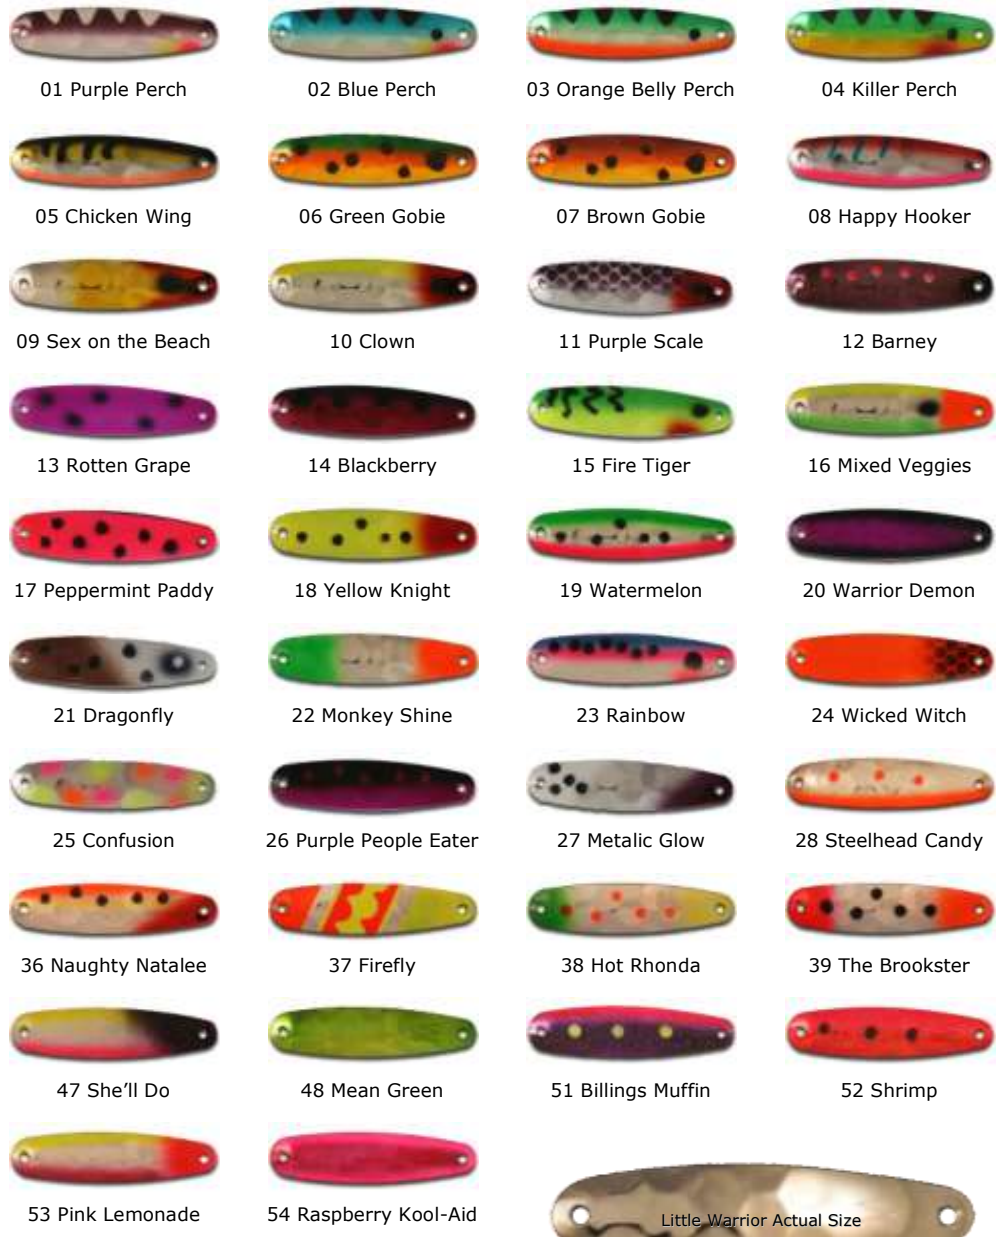 01 Purple Perch
02 Blue Perch
03 Orange Belly Perch
04 Killer Perch
05 Chicken Wing
06 Green Gobie
07 Brown Gobie
08 Happy Hooker
09 Sex on the Beach
10 Clown
11 Purple Scale
12 Barney
13 Rotten Grape
14 Blackberry
15 Fire Tiger
16 Mixed Veggies
17 Peppermint Paddy
18 Yellow Knight
19 Watermelon
20 Warrior Demon
21 Dragonfly
22 Monkey Shine
23 Rainbow
24 Wicked Witch
25 Confusion
26 Purple People Eater
27 Metalic Glow
28 Steelhead Candy
36 Naughty Natalee
37 Firefly
38 Hot Rhonda
39 The Brookster
47 She’ll Do
48 Mean Green
51 Billings Muffin
52 Shrimp
53 Pink Lemonade
54 Raspberry Kool-Aid
Little Warrior Actual Size